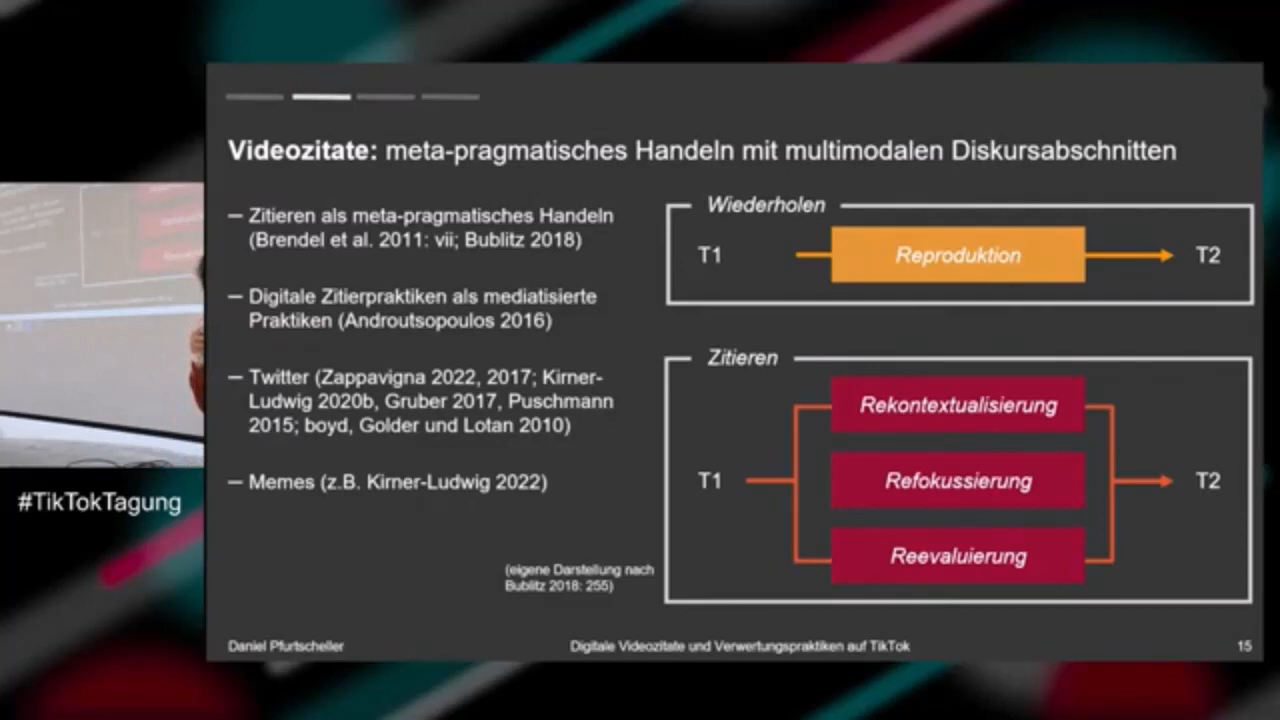 Videozitate: meta-pragmatisches Handeln mit multimodalen Diskursabschnitten
– Zitieren als meta-pragmatisches Handeln
(Brendel et al. 2011: vii; Bublitz 2018)
– Digitale Zitierpraktiken als mediatisierte
Praktiken (Androutsopoulos 2016)
– Twitter (Zappavigna 2022, 2017; Kirner-
Ludwig 2020b, Gruber 2017, Puschmann
2015; boyd, Golder und Lotan 2010)
– Memes (z.B. Kirner-Ludwig 2022)
(eigene Darstellung nach
Bublitz 2018: 255)
Wiederholen
T1
Reproduktion
T2
Zitieren
Rekontextualisierung
T1
Refokussierung
T2
Reevaluierung
#TikTokTagung
Daniel Pfurtscheller
Digitale Videozitate und Verwertungspraktiken auf TikTok
15